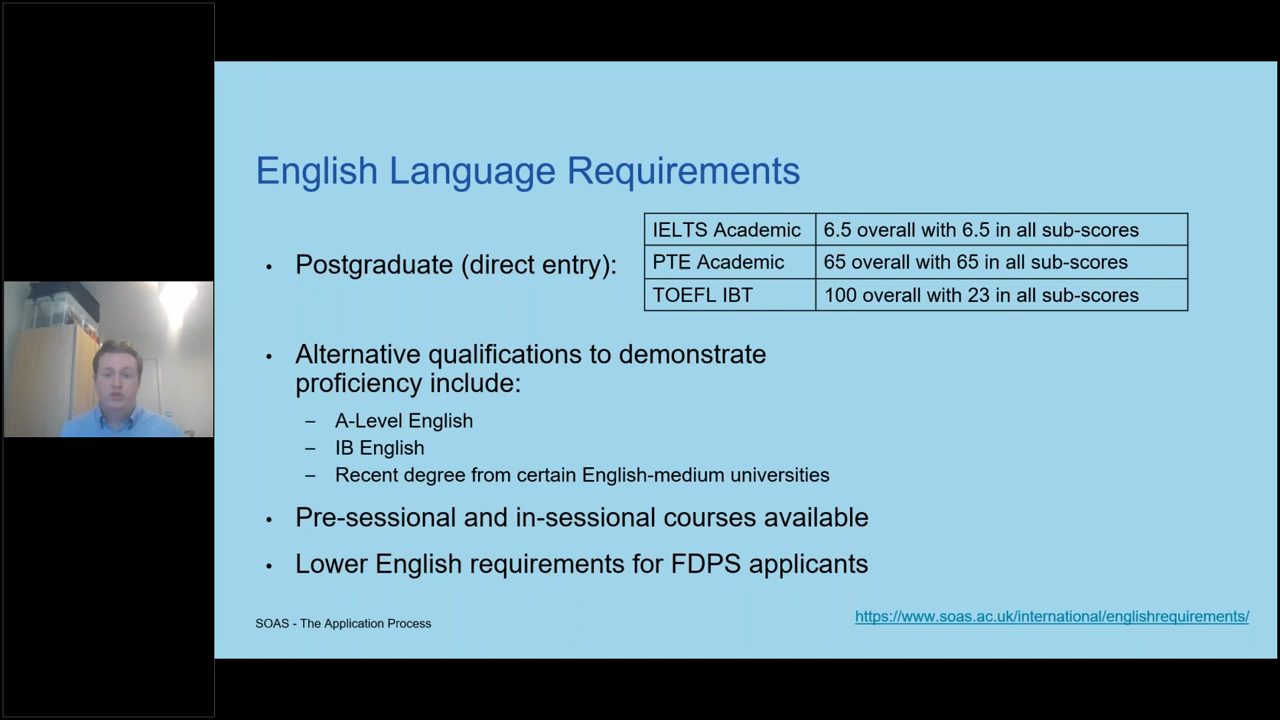 English Language Requirements
• Postgraduate (direct entry):
IELTS Academic 6.5 overall with 6.5 in all sub-scores
PTE Academic 65 overall with 65 in all sub-scores
TOEFL IBT 100 overall with 23 in all sub-scores
• Alternative qualifications to demonstrate
proficiency include:
– A-Level English
– IB English
– Recent degree from certain English-medium universities
• Pre-sessional and in-sessional courses available
• Lower English requirements for FDPS applicants
SOAS - The Application Process
https://www.soas.ac.uk/international/englishrequirements/